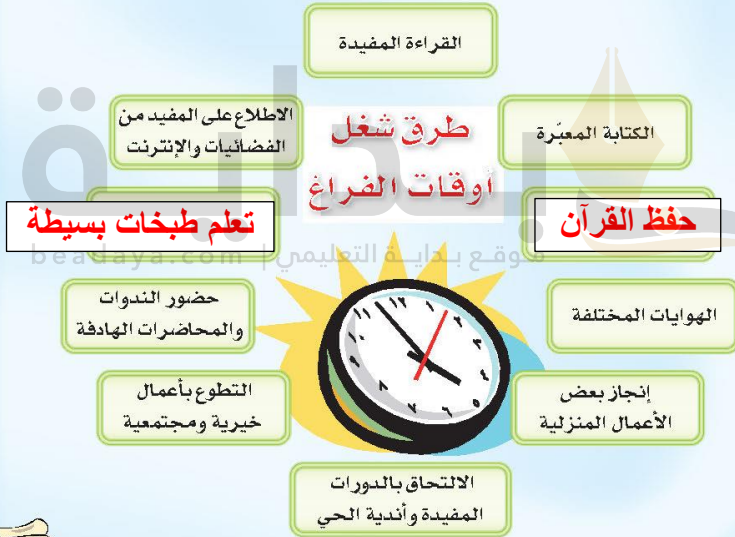 القراءة المفيدة
طرق شغل
أوقات الفراغ
الكتابة المعبّرة
الاطلاع على المفيد من
الفضائيات والإنترنت
حفظ القرآن
تعلم طبخات بسيطة
بداية
موقع بداية التعليمي | beadaya.com
الهوايات المختلفة
حضور الندوات
والمحاضرات الهادفة
إنجاز بعض
الأعمال المنزلية
التطوع بأعمال
خيرية ومجتمعية
الالتحاق بالدورات
المفيدة وأندية الحي